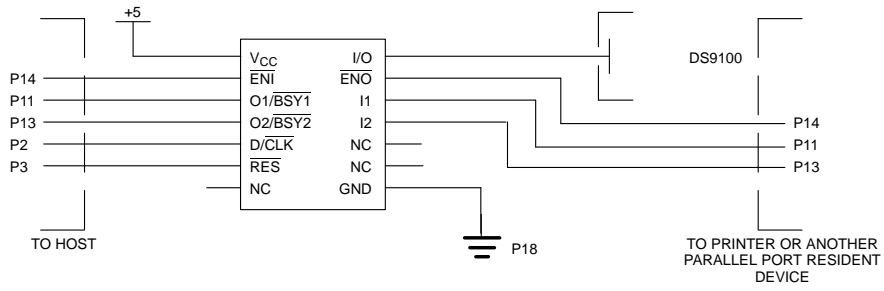 +5
VCC I/O
P14 ENI ENO DS9100
P11 O1/BSY1 I1
P13 O2/BSY2 I2 P14
P2 D/CLK NC P11
P3 RES NC P13
NC GND
TO HOST
P18
TO PRINTER OR ANOTHER
PARALLEL PORT RESIDENT
DEVICE